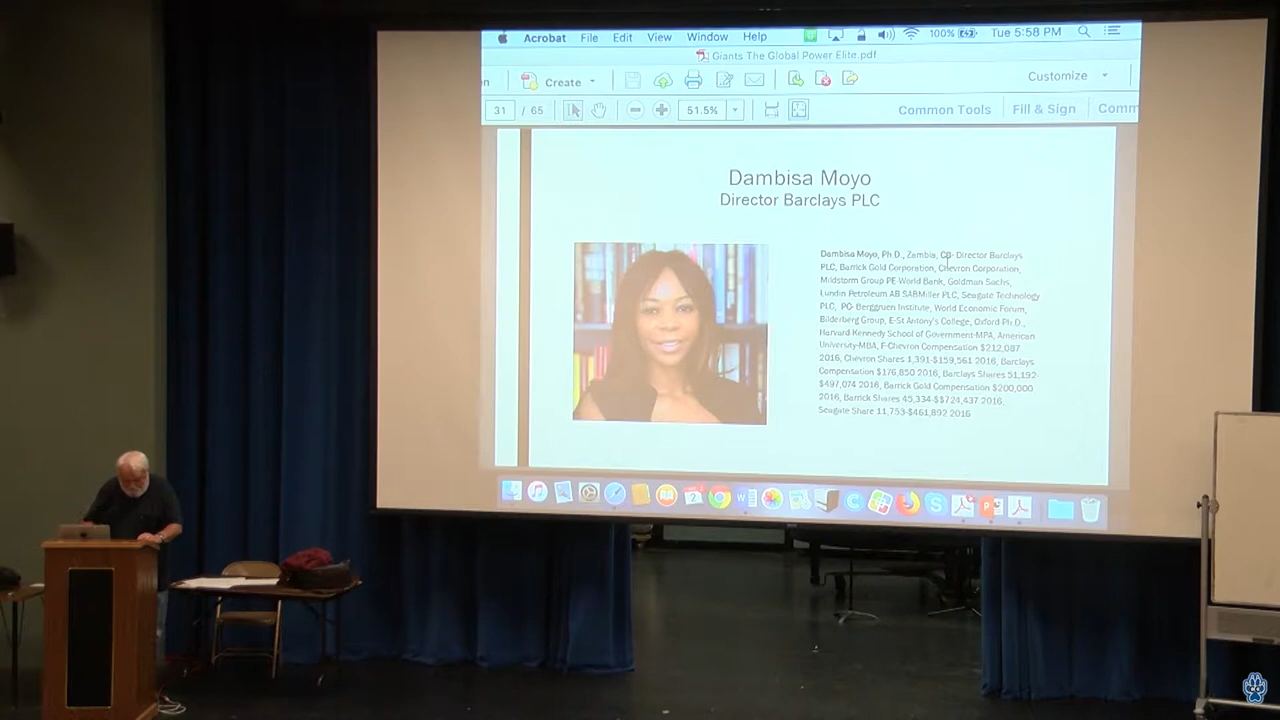 Acrobat File Edit View Window Help 100% Tue 5:58 PM
Giants The Global Power Elite.pdf
Create Customize
31 / 65 51.5% Common Tools Fill & Sign Comm
Dambisa Moyo
Director Barclays PLC
Dambisa Moyo, Ph.D., Zambia, CB- Director Barclays
PLC, Barrick Gold Corporation, Chevron Corporation,
Mildstorm Group PE World Bank, Goldman Sachs,
Lundin Petroleum AB SABMiller PLC, Seagate Technology
PLC, PC- Berggruen Institute, World Economic Forum,
Bilderberg Group, E-St Antony's College, Oxford Ph.D.,
Harvard Kennedy School of Government-MPA, American
University-MBA, F-Chevron Compensation $212,087
2016, Chevron Shares 1,391-$159,561 2016, Barclays
Compensation $176,850 2016, Barclays Shares 51,192-
$497,074 2016, Barrick Gold Compensation $200,000
2016, Barrick Shares 45,334-$$724,437 2016,
Seagate Share 11,753-$461,892 2016